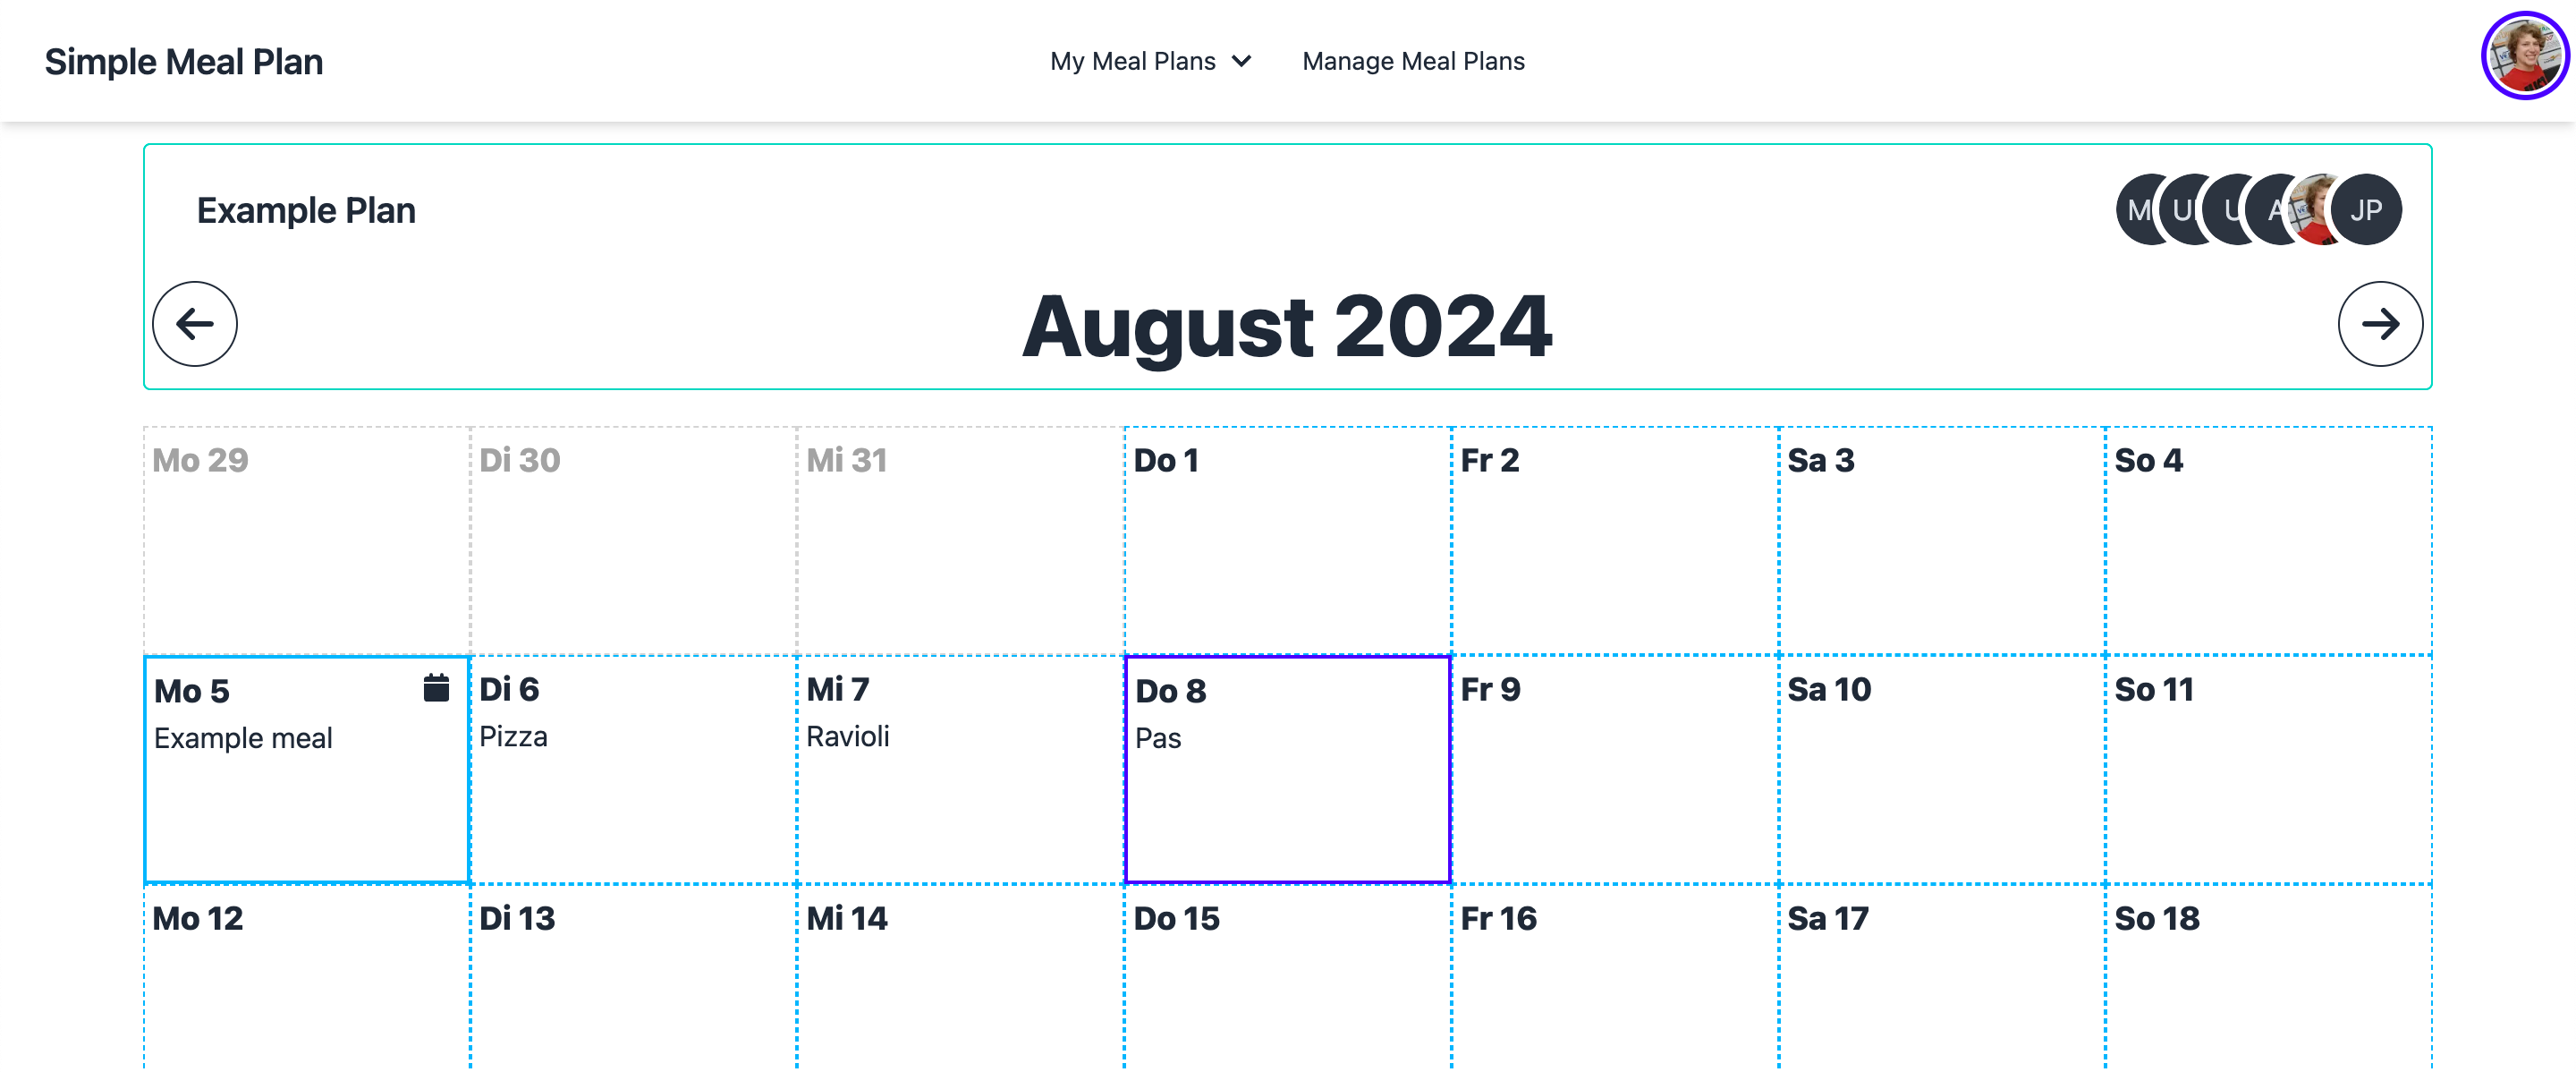 Simple Meal Plan
My Meal Plans
Manage Meal Plans
Example Plan
M U U A JP
August 2024
Mo 29 Di 30 Mi 31 Do 1 Fr 2 Sa 3 So 4
Mo 5 Di 6 Mi 7 Do 8 Fr 9 Sa 10 So 11
Example meal Pizza Ravioli Pas
Mo 12 Di 13 Mi 14 Do 15 Fr 16 Sa 17 So 18